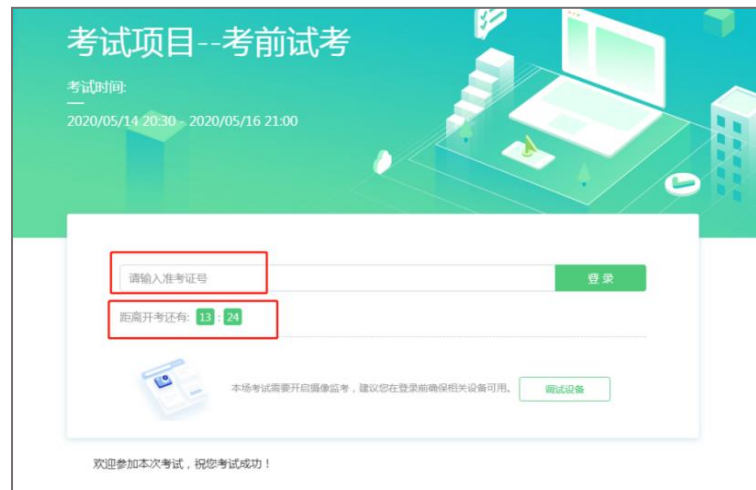 考试项目--考前试考
考试时间:
2020/05/14 20:30 - 2020/05/16 21:00
请输入准考证号
登 录
距离开考还有: 13 : 24
本场考试需要开启摄像监考，建议您在登录前确保相关设备可用。
调试设备
欢迎参加本次考试，祝您考试成功！